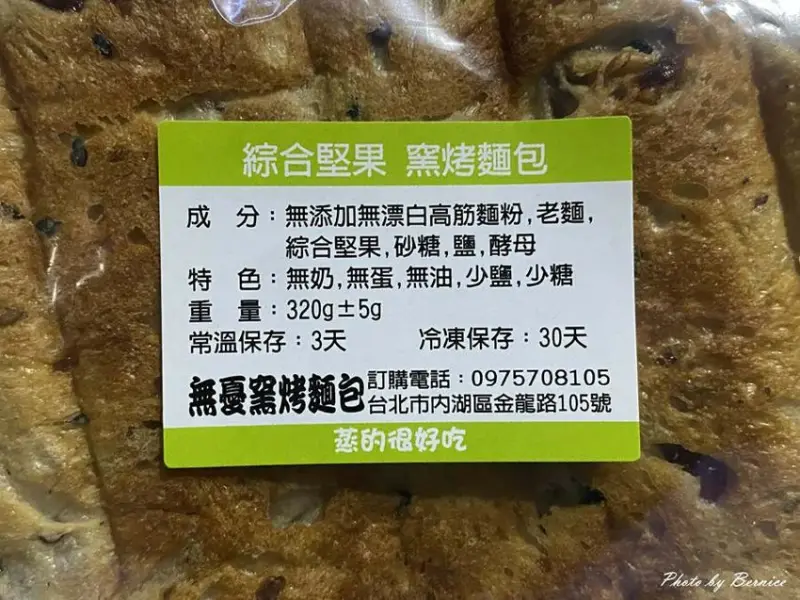 綜合堅果 窯烤麵包
成 分：無添加無漂白高筋麵粉,老麵,
綜合堅果,砂糖,鹽,酵母
特 色：無奶,無蛋,無油,少鹽,少糖
重 量：320g±5g
常溫保存：3天 冷凍保存：30天
無憂窯烤麵包
訂購電話：0975708105
台北市內湖區金龍路105號
蒸的很好吃
Photo by Bernice